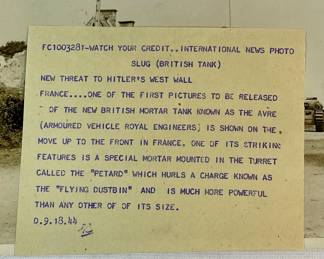 FC1003281-WATCH YOUR CREDIT..INTERNATIONAL NEWS PHOTO
SLUG (BRITISH TANK)
NEW THREAT TO HITLER'S WEST WALL
FRANCE....ONE OF THE FIRST PICTURES TO BE RELEASED
OF THE NEW BRITISH MORTAR TANK KNOWN AS THE AVRE
(ARMOURED VEHICLE ROYAL ENGINEERS) IS SHOWN ON THE
MOVE UP TO THE FRONT IN FRANCE. ONE OF ITS STRIKING
FEATURES IS A SPECIAL MORTAR MOUNTED IN THE TURRET
CALLED THE "PETARD" WHICH HURLS A CHARGE KNOWN AS
THE "FLYING DUSTBIN" AND IS MUCH MORE POWERFUL
THAN ANY OTHER OF OF ITS SIZE.
D.9.18.44